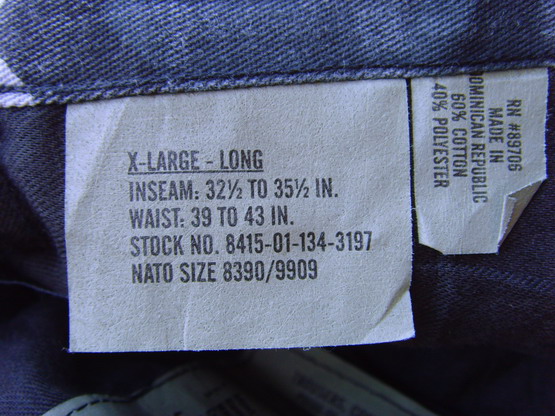 X-LARGE - LONG
INSEAM: 32½ TO 35½ IN.
WAIST: 39 TO 43 IN.
STOCK NO. 8415-01-134-3197
NATO SIZE 8390/9909
RN #89706
MADE IN
DOMINICAN REPUBLIC
60% COTTON
40% POLYESTER